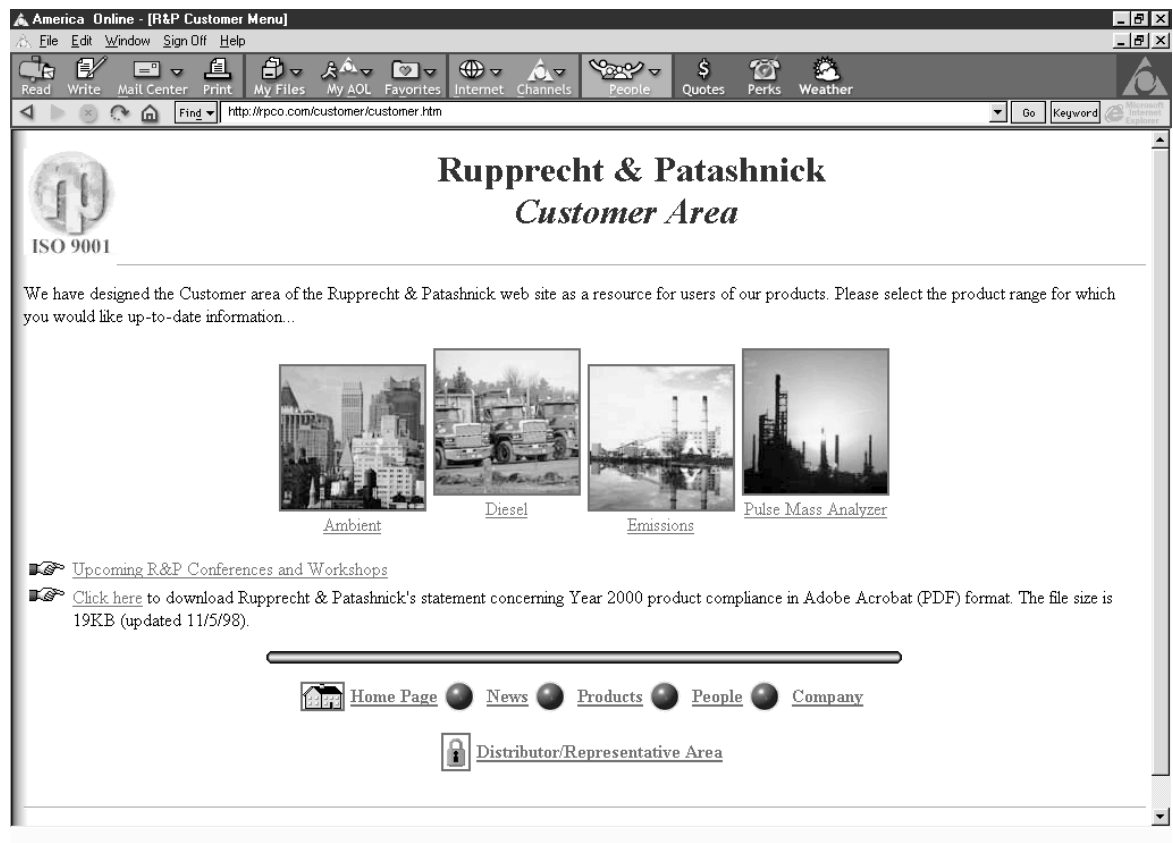 America Online - [R&P Customer Menu]
File Edit Window Sign Off Help
Read Write Mail Center Print My Files My AOL Favorites Internet Channels People Quotes Perks Weather
Find http://rpco.com/customer/customer.htm Go Keyword Microsoft Internet Explorer
Rupprecht & Patashnick
Customer Area
rp
ISO 9001
We have designed the Customer area of the Rupprecht & Patashnick web site as a resource for users of our products. Please select the product range for which
you would like up-to-date information...
Ambient Diesel Emissions Pulse Mass Analyzer
Upcoming R&P Conferences and Workshops
Click here to download Rupprecht & Patashnick's statement concerning Year 2000 product compliance in Adobe Acrobat (PDF) format. The file size is
19KB (updated 11/5/98).
Home Page News Products People Company
Distributor/Representative Area